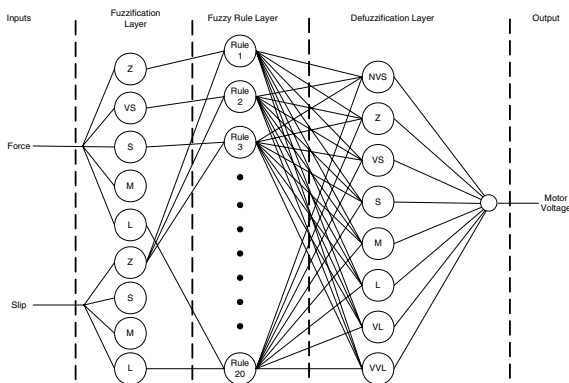 Inputs
Fuzzification
Layer
Fuzzy Rule Layer
Defuzzification Layer
Output
Force
Slip
Z
VS
S
M
L
Z
S
M
L
Rule
1
Rule
2
Rule
3
Rule
20
NVS
Z
VS
S
M
L
VL
VVL
Motor
Voltage